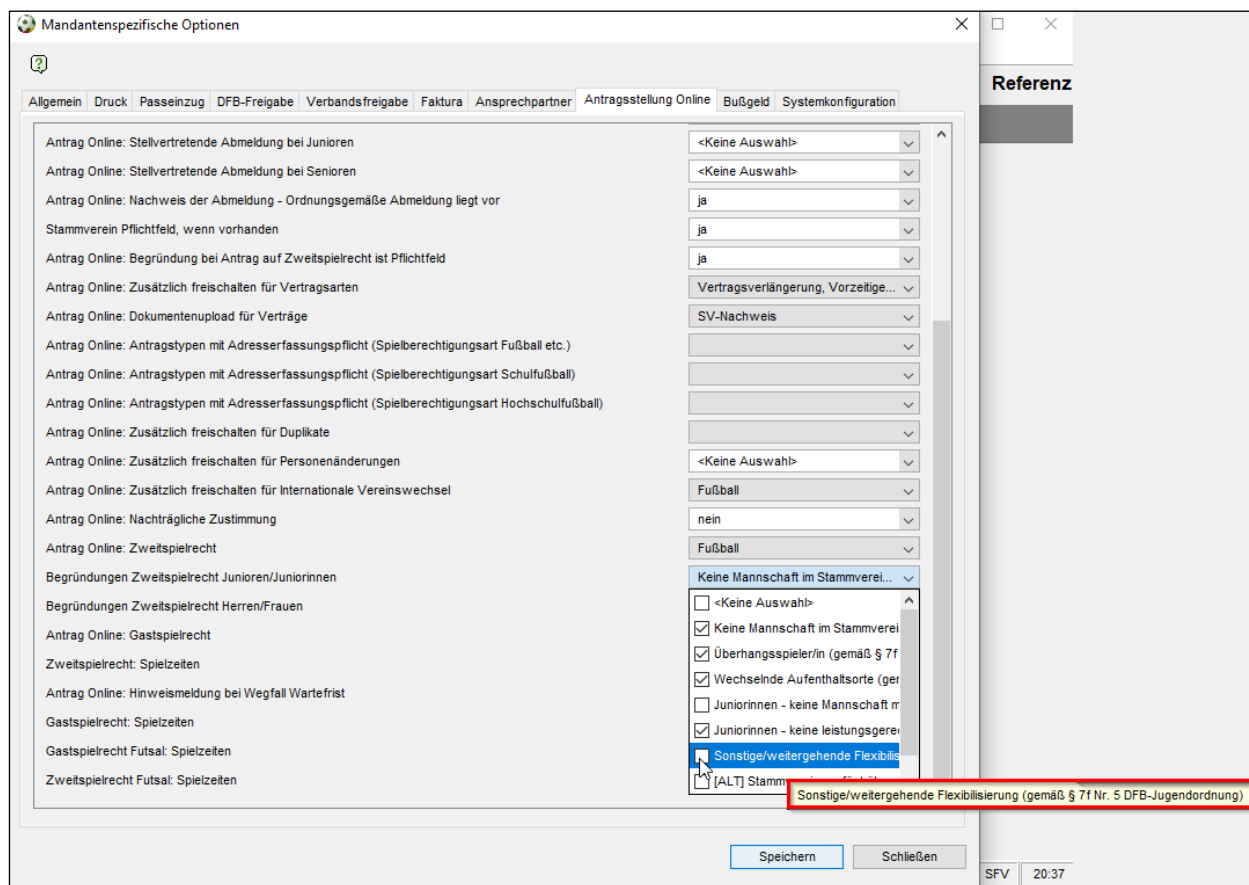 Mandantenspezifische Optionen
Referenz
Allgemein Druck Passeinzug DFB-Freigabe Verbandsfreigabe Faktura Ansprechpartner Antragsstellung Online Bußgeld Systemkonfiguration
Antrag Online: Stellvertretende Abmeldung bei Junioren <Keine Auswahl>
Antrag Online: Stellvertretende Abmeldung bei Senioren <Keine Auswahl>
Antrag Online: Nachweis der Abmeldung - Ordnungsgemäße Abmeldung liegt vor ja
Stammverein Pflichtfeld, wenn vorhanden ja
Antrag Online: Begründung bei Antrag auf Zweitspielrecht ist Pflichtfeld ja
Antrag Online: Zusätzlich freischalten für Vertragsarten Vertragsverlängerung, Vorzeitige...
Antrag Online: Dokumentenupload für Verträge SV-Nachweis
Antrag Online: Antragstypen mit Adresserfassungspflicht (Spielberechtigungsart Fußball etc.)
Antrag Online: Antragstypen mit Adresserfassungspflicht (Spielberechtigungsart Schulfußball)
Antrag Online: Antragstypen mit Adresserfassungspflicht (Spielberechtigungsart Hochschulfußball)
Antrag Online: Zusätzlich freischalten für Duplikate
Antrag Online: Zusätzlich freischalten für Personenänderungen <Keine Auswahl>
Antrag Online: Zusätzlich freischalten für Internationale Vereinswechsel Fußball
Antrag Online: Nachträgliche Zustimmung nein
Antrag Online: Zweitspielrecht Fußball
Begründungen Zweitspielrecht Junioren/Juniorinnen Keine Mannschaft im Stammverei...
Begründungen Zweitspielrecht Herren/Frauen <Keine Auswahl>
Antrag Online: Gastspielrecht Keine Mannschaft im Stammverei
Zweitspielrecht: Spielzeiten Überhangsspieler/in (gemäß § 7f
Antrag Online: Hinweismeldung bei Wegfall Wartefrist Wechselnde Aufenthaltsorte (ger
Gastspielrecht: Spielzeiten Juniorinnen - keine Mannschaft m
Gastspielrecht Futsal: Spielzeiten Juniorinnen - keine leistungsgere
Zweitspielrecht Futsal: Spielzeiten Sonstige/weitergehende Flexibilis
[ALT]
Sonstige/weitergehende Flexibilisierung (gemäß § 7f Nr. 5 DFB-Jugendordnung)
Speichern Schließen
SFV 20:37